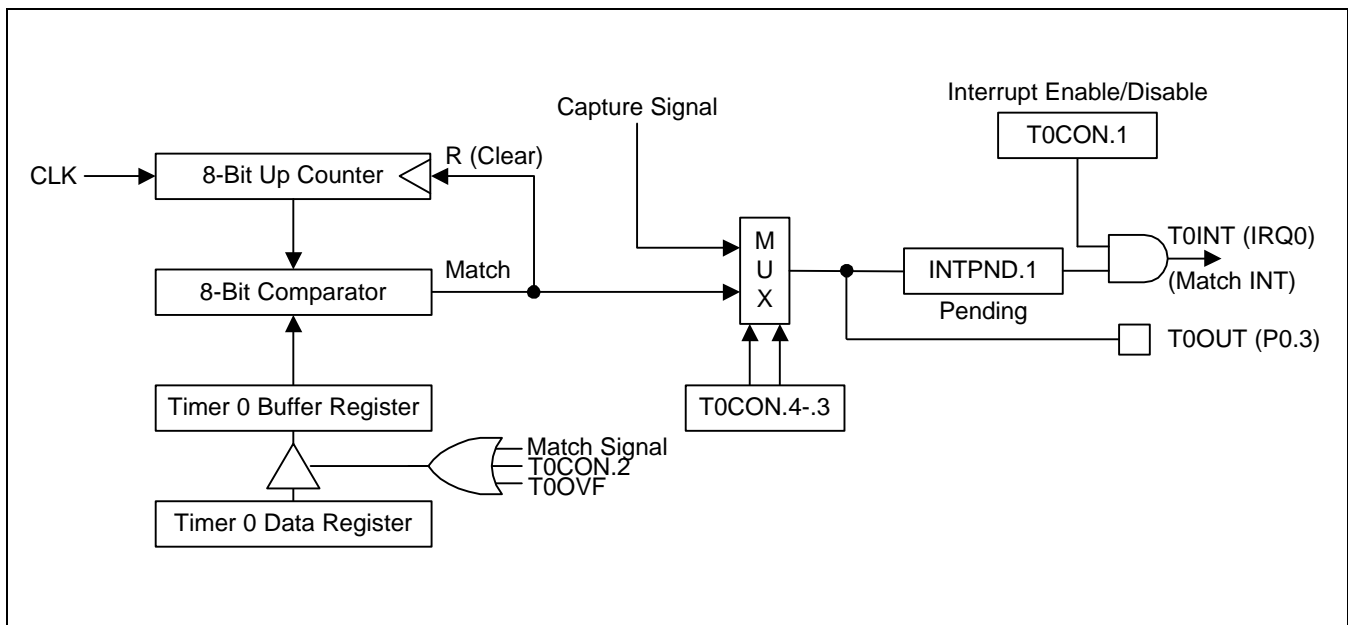 Interrupt Enable/Disable
Capture Signal
T0CON.1
R (Clear)
CLK
8-Bit Up Counter
M
U
X
T0INT (IRQ0)
Match
INTPND.1
(Match INT)
8-Bit Comparator
Pending
T0OUT (P0.3)
Timer 0 Buffer Register
T0CON.4-.3
Match Signal
T0CON.2
T0OVF
Timer 0 Data Register